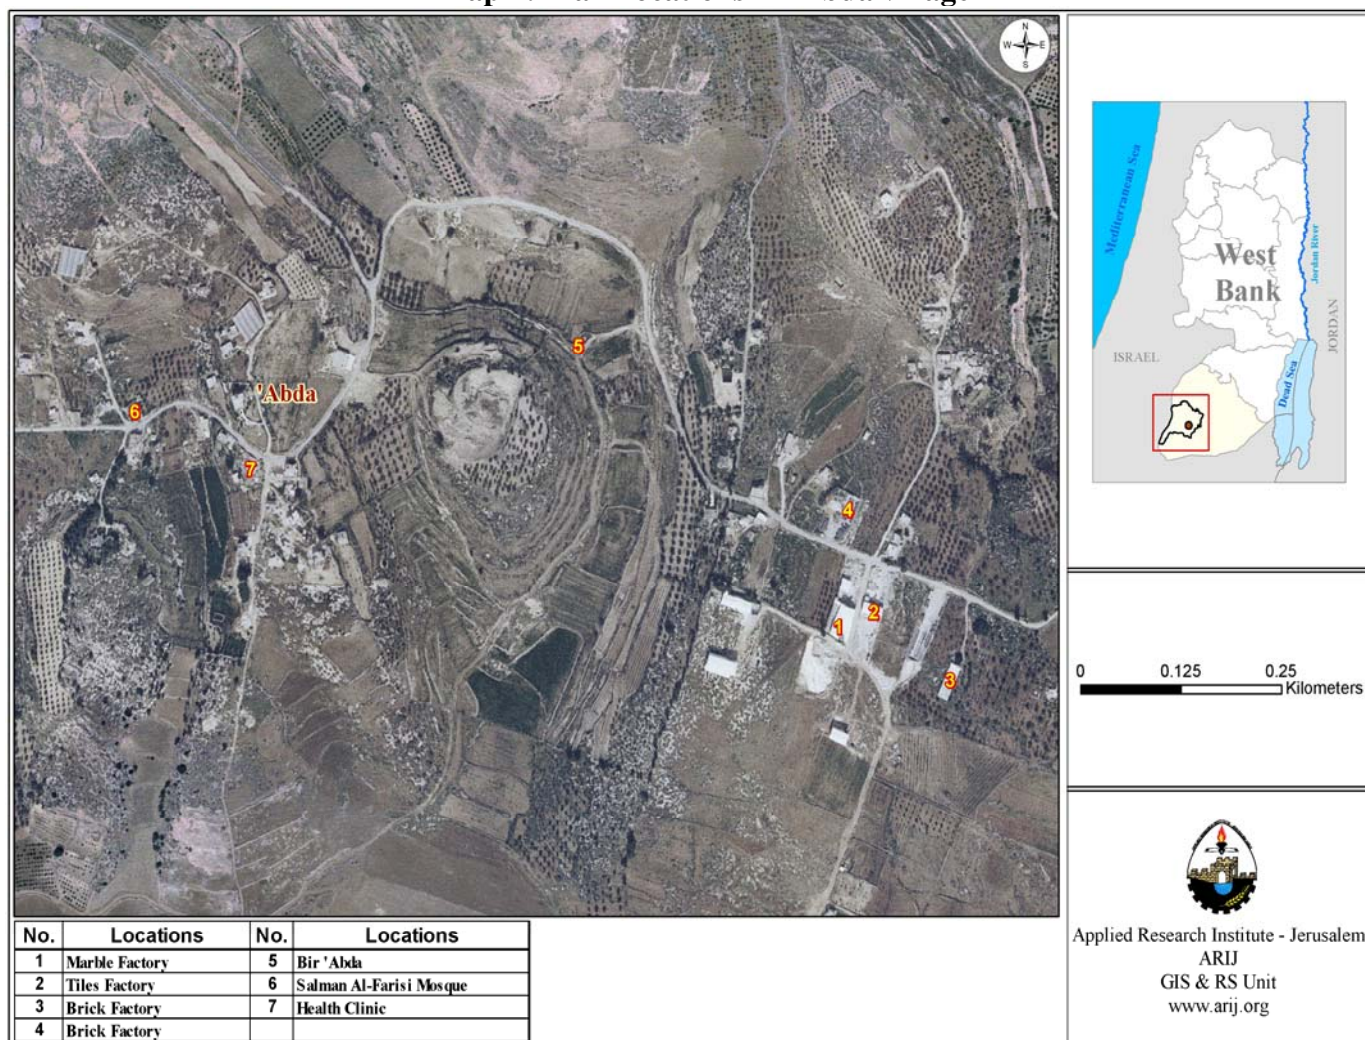 N
W E
S
'Abda
1
2
3
4
5
6
7
Mediterranean Sea
West
Bank
Jordan River
JORDAN
ISRAEL
Dead Sea
0 0.125 0.25
Kilometers
Applied Research Institute - Jerusalem
ARIJ
GIS & RS Unit
www.arij.org
No. Locations No. Locations
1 Marble Factory 5 Bir 'Abda
2 Tiles Factory 6 Salman Al-Farisi Mosque
3 Brick Factory 7 Health Clinic
4 Brick Factory